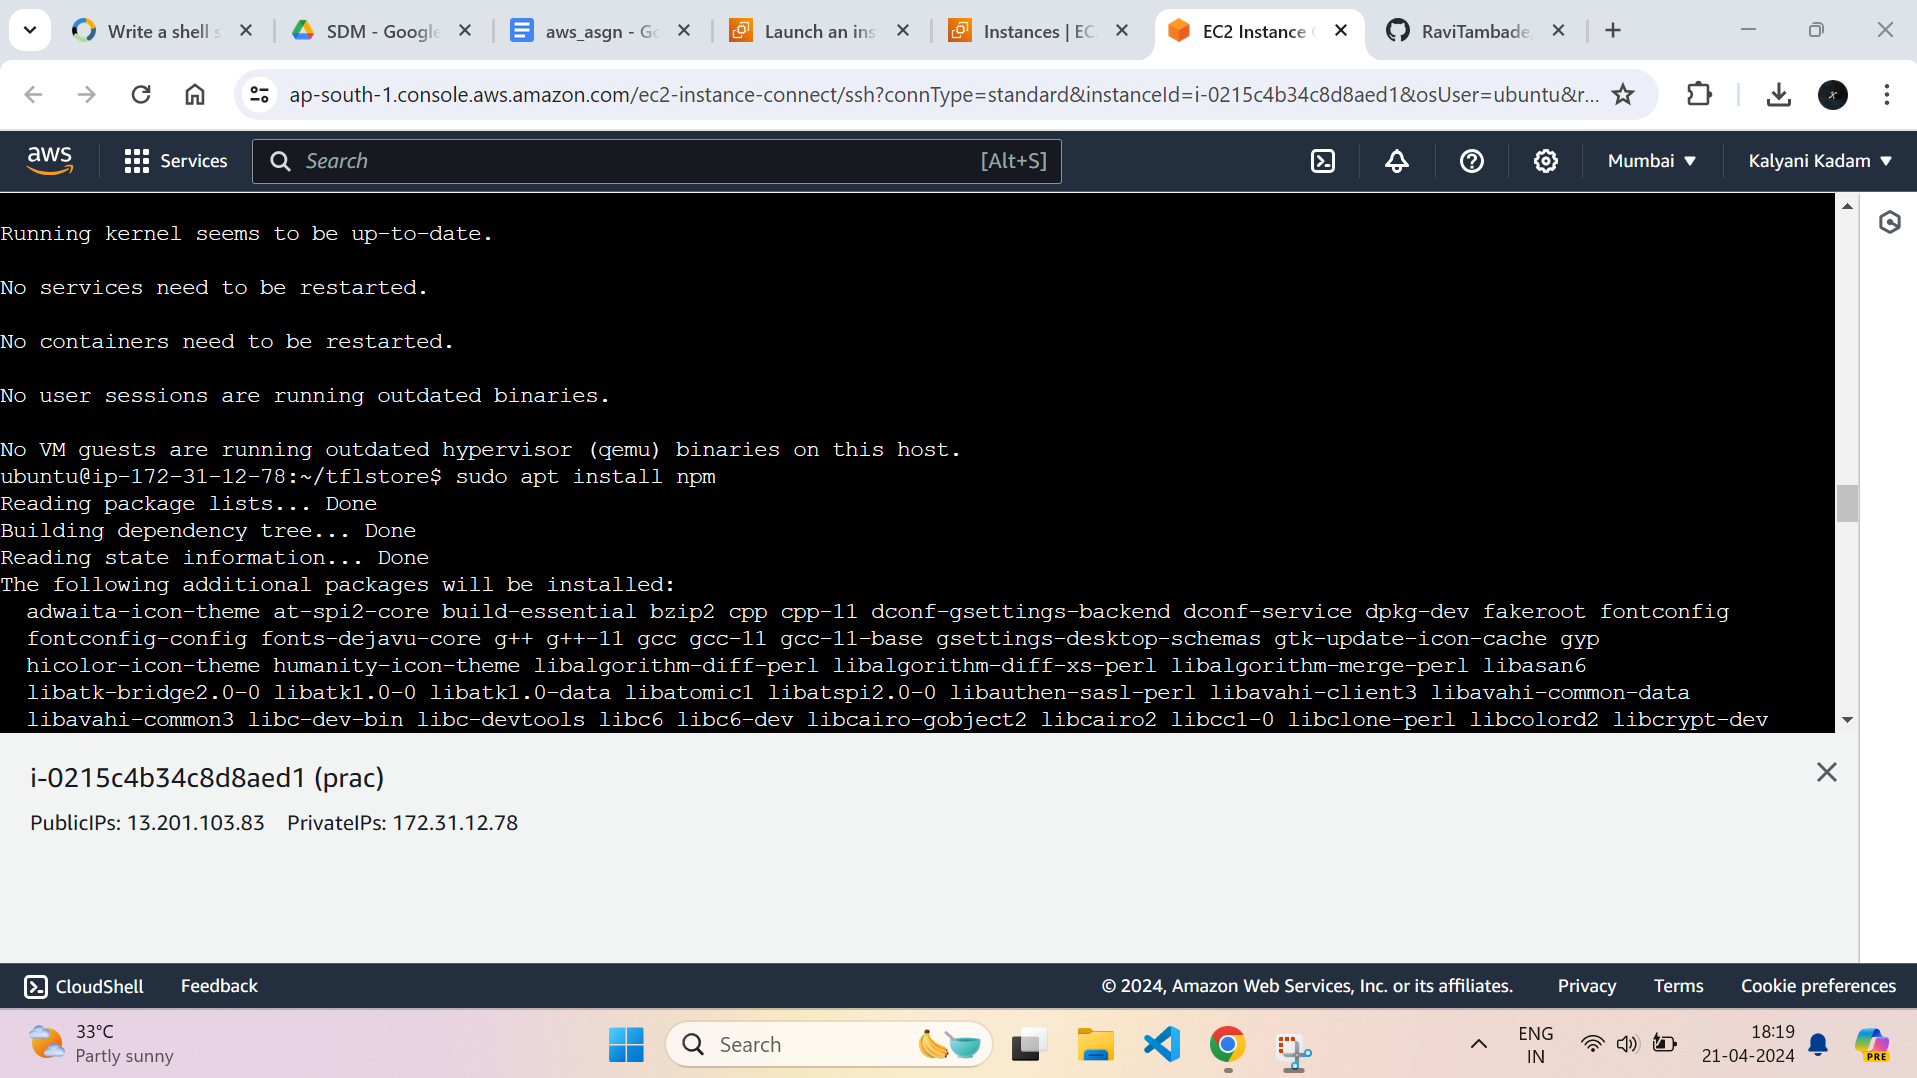 Write a shell s
SDM - Google
aws_asgn - Go
Launch an ins
Instances | EC
EC2 Instance C
RaviTambade/
ap-south-1.console.aws.amazon.com/ec2-instance-connect/ssh?connType=standard&instanceId=i-0215c4b34c8d8aed1&osUser=ubuntu&r...
aws
Services
Search
[Alt+S]
Mumbai
Kalyani Kadam
Running kernel seems to be up-to-date.
No services need to be restarted.
No containers need to be restarted.
No user sessions are running outdated binaries.
No VM guests are running outdated hypervisor (qemu) binaries on this host.
ubuntu@ip-172-31-12-78:~/tflstore$ sudo apt install npm
Reading package lists... Done
Building dependency tree... Done
Reading state information... Done
The following additional packages will be installed:
adwaita-icon-theme at-spi2-core build-essential bzip2 cpp cpp-11 dconf-gsettings-backend dconf-service dpkg-dev fakeroot fontconfig
fontconfig-config fonts-dejavu-core g++ g++-11 gcc gcc-11 gcc-11-base gsettings-desktop-schemas gtk-update-icon-cache gyp
hicolor-icon-theme humanity-icon-theme libalgorithm-diff-perl libalgorithm-diff-xs-perl libalgorithm-merge-perl libasan6
libatk-bridge2.0-0 libatk1.0-0 libatk1.0-data libatomic1 libatspi2.0-0 libauthen-sasl-perl libavahi-client3 libavahi-common-data
libavahi-common3 libc-dev-bin libc-devtools libc6 libc6-dev libcairo-gobject2 libcairo2 libcc1-0 libclone-perl libcolord2 libcrypt-dev
i-0215c4b34c8d8aed1 (prac)
PublicIPs: 13.201.103.83 PrivateIPs: 172.31.12.78
CloudShell
Feedback
© 2024, Amazon Web Services, Inc. or its affiliates.
Privacy
Terms
Cookie preferences
33°C
Partly sunny
Search
ENG
IN
18:19
21-04-2024
PRE